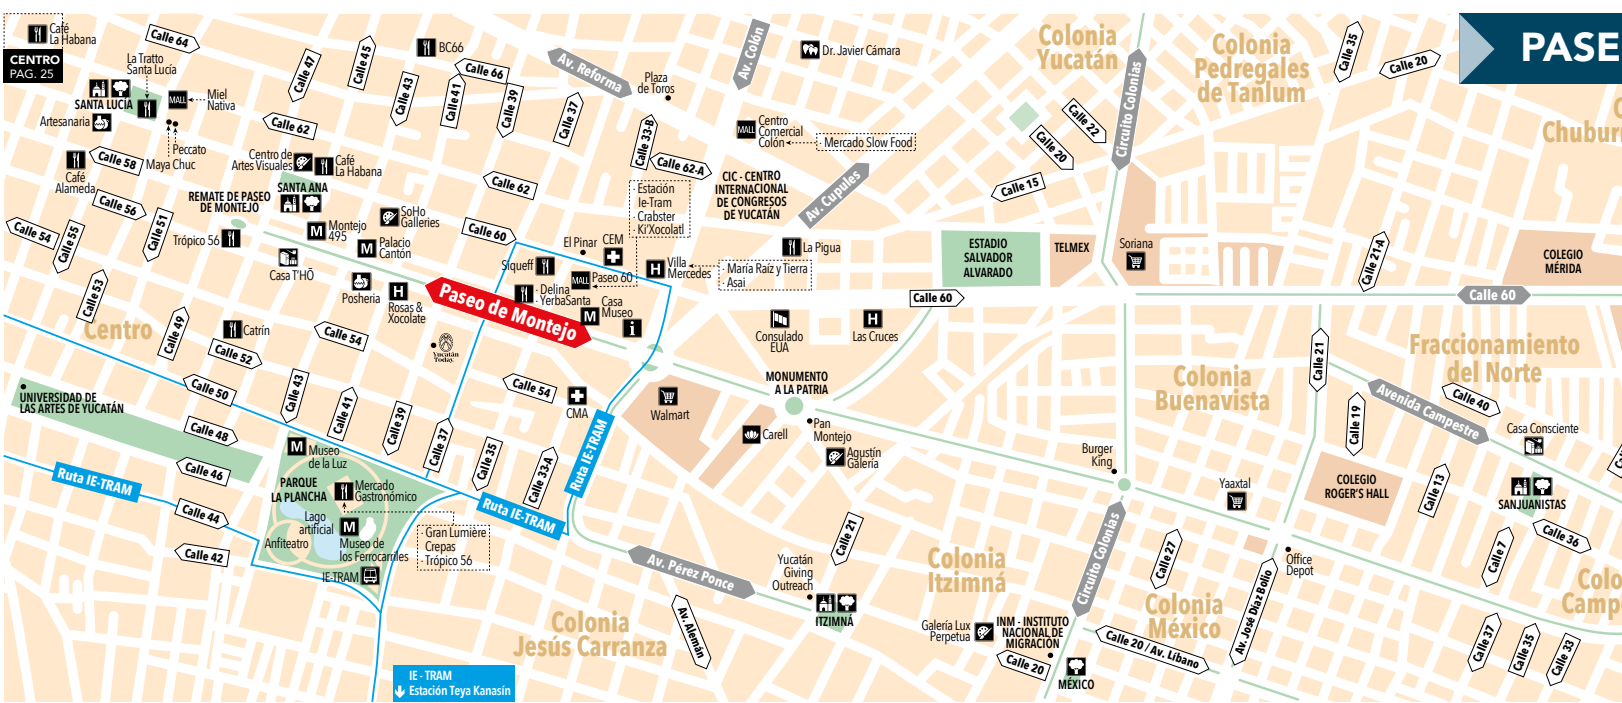 Café
La Habana
CENTRO
PAG. 25
Calle 64
La Tratto
Santa Lucía
SANTA LUCÍA
MALL
Miel
Nativa
Artesanaria
Peccato
Maya Chuc
Café
Alameda
Calle 58
Calle 56
Calle 54
Calle 55
Calle 51
Calle 53
Calle 47
Calle 45
Calle 62
Centro de
Artes Visuales
Café
La Habana
SANTA ANA
REMATE DE PASEO
DE MONTEJO
Trópico 56
Casa T'HŌ
M
Montejo
495
SoHo
Galleries
M
Palacio
Cantón
Posheria
H
Rosas &
Xocolate
BC66
Calle 66
Calle 43
Calle 41
Calle 39
Calle 37
Calle 62
Calle 60
Av. Reforma
Plaza
de Toros
Calle 33-B
Calle 62-A
· Estación
Ie-Tram
· Crabster
· Ki'Xocolatl
El Pinar
CEM
Siqueff
MALL
Paseo 60
· Delina
YerbaSanta
Casa
Museo
M
i
H
Villa
Mercedes
· María Raíz y Tierra
· Asai
Paseo de Montejo
Av. Colón
Dr. Javier Cámara
MALL
Centro
Comercial
Colón
· Mercado Slow Food
CIC - CENTRO
INTERNACIONAL
DE CONGRESOS
DE YUCATÁN
Av. Cupules
La Pigua
Consulado
EUA
H
Las Cruces
Calle 60
ESTADIO
SALVADOR
ALVARADO
TELMEX
Soriana
Colonia
Yucatán
Circuito Colonias
Calle 22
Calle 20
Calle 15
Colonia
Pedregales
de Tanlum
Calle 35
Calle 20
PASE
Chubur
Calle 21-A
COLEGIO
MÉRIDA
Calle 60
Centro
Calle 49
Catrín
Calle 52
Calle 54
Calle 50
Calle 43
Calle 41
Calle 39
Calle 37
Calle 35
Calle 33-A
Yucatán
Today
Calle 54
CMA
Walmart
Carell
MONUMENTO
A LA PATRIA
Pan
Montejo
Agustín
Galería
UNIVERSIDAD DE
LAS ARTES DE YUCATÁN
Calle 48
Calle 46
Calle 44
Calle 42
Ruta IE-TRAM
Ruta IE-TRAM
Ruta IE-TRAM
M
Museo
de la Luz
PARQUE
LA PLANCHA
Mercado
Gastronómico
Lago
artificial
M
Anfiteatro
Museo de
los Ferrocarriles
IE-TRAM
· Gran Lumière
Crepas
· Trópico 56
IE - TRAM
Estación Teya Kanasín
Colonia
Jesús Carranza
Av. Pérez Ponce
Av. Alemán
Yucatán
Giving
Outreach
ITZIMNÁ
Calle 21
Colonia
Itzimná
Galería Lux
Perpetua
INM - INSTITUTO
NACIONAL DE
MIGRACIÓN
Calle 20
MÉXICO
Circuito Colonias
Calle 20 / Av. Líbano
Calle 27
Colonia
México
Av. José Díaz Bolio
Burger
King
Yaaxtal
Office
Depot
Colonia
Buenavista
Calle 21
Calle 19
Fraccionamiento
del Norte
Avenida Campestre
Calle 40
Casa Consciente
COLEGIO
ROGER'S HALL
Calle 13
SANJUANISTAS
Calle 36
Calle 7
Colo
Camp
Calle 37
Calle 35
Calle 33